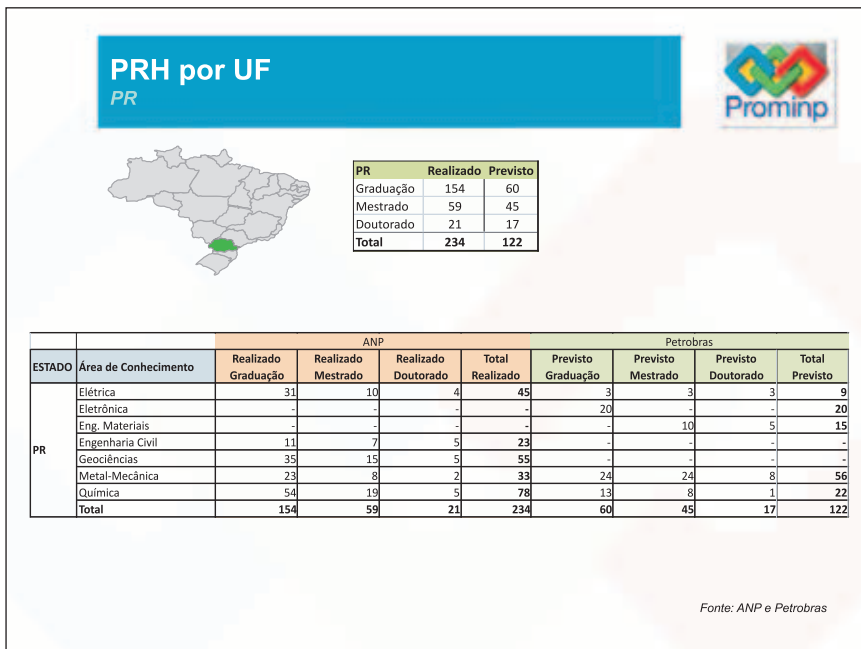 PRH por UF
PR
Prominp
PR Realizado Previsto
Graduação 154 60
Mestrado 59 45
Doutorado 21 17
Total 234 122
ANP Petrobras
ESTADO Área de Conhecimento Realizado Graduação Realizado Mestrado Realizado Doutorado Total Realizado Previsto Graduação Previsto Mestrado Previsto Doutorado Total Previsto
PR
Elétrica 31 10 4 45 3 3 3 9
Eletrônica - - - - 20 - - 20
Eng. Materiais - - - - - 10 5 15
Engenharia Civil 11 7 5 23 - - - -
Geociências 35 15 5 55 - - - -
Metal-Mecânica 23 8 2 33 24 24 8 56
Química 54 19 5 78 13 8 1 22
Total 154 59 21 234 60 45 17 122
Fonte: ANP e Petrobras